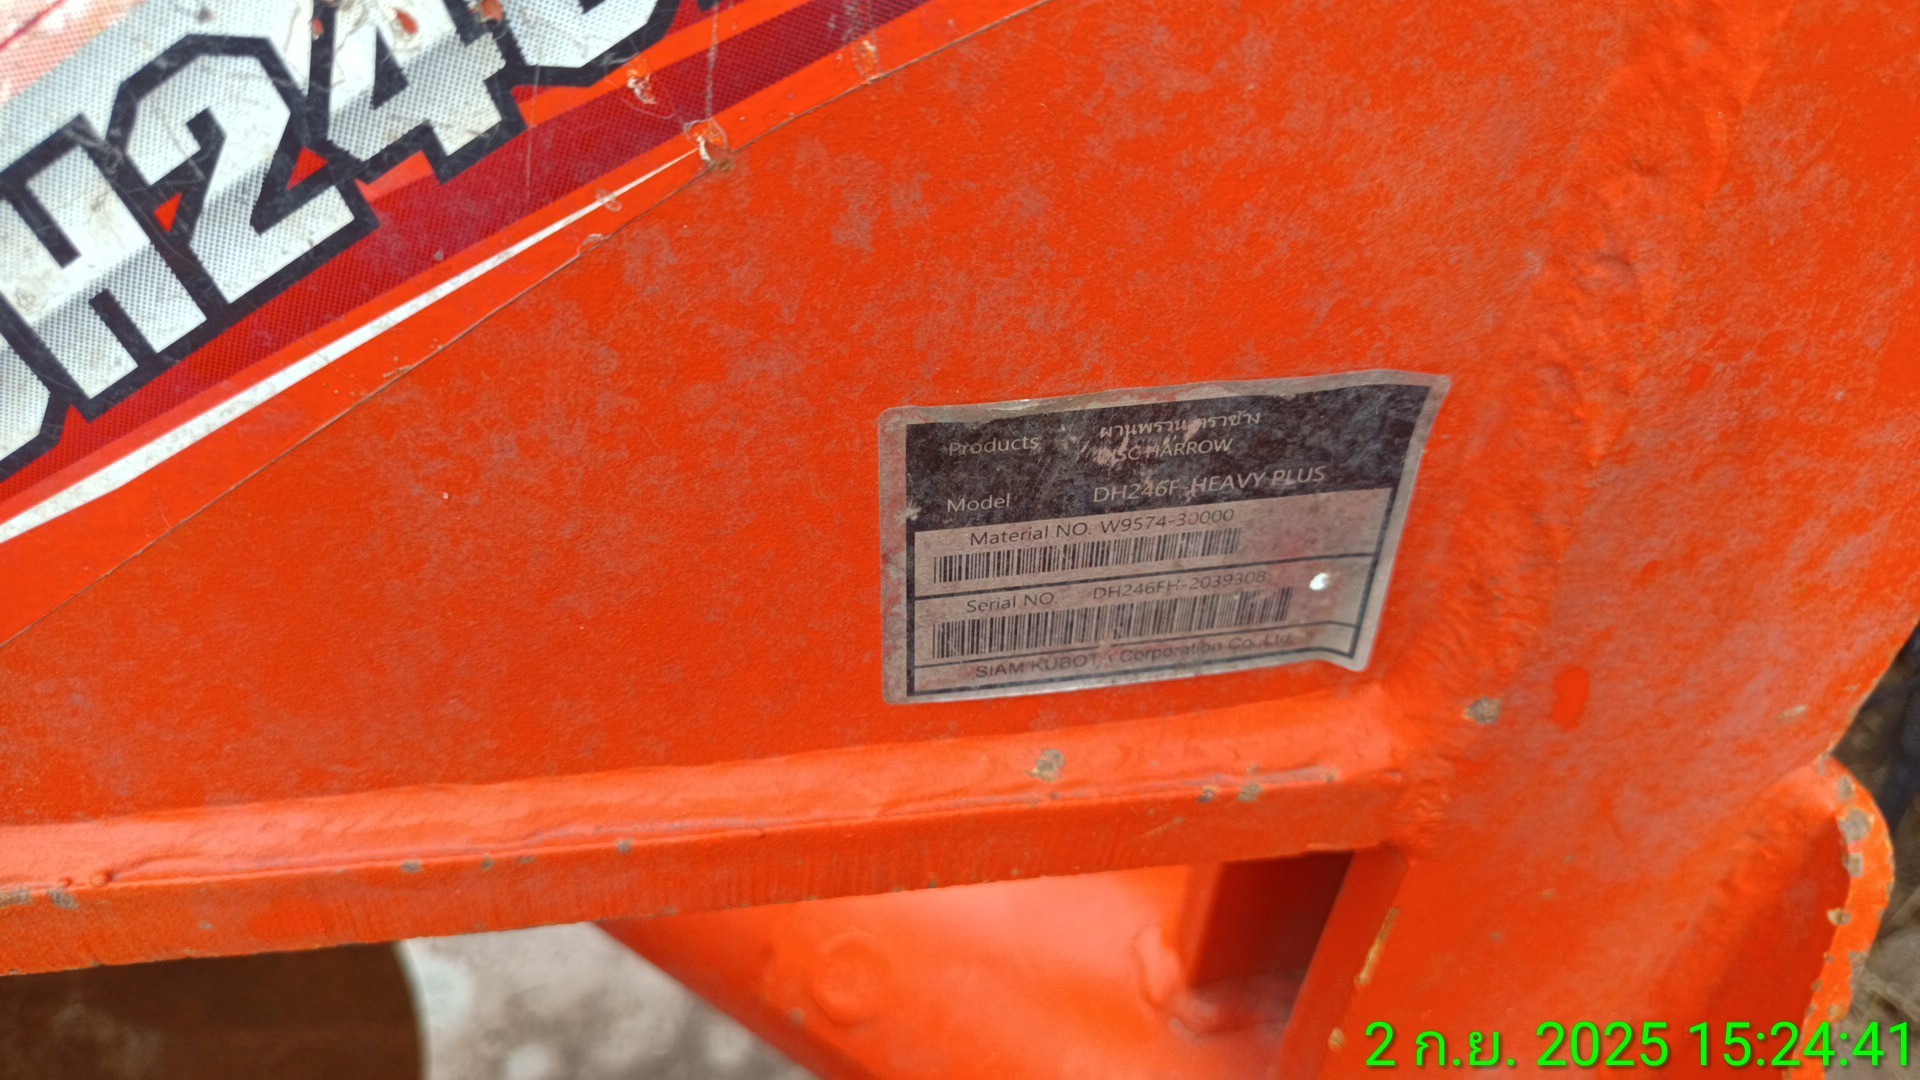 DH246
Products ผานพรวน ตราช้าง
DISC HARROW
Model DH246F-HEAVY PLUS
Material NO. W9574-30000
Serial NO. DH246FH-2039308
SIAM KUBOTA Corporation Co.,Ltd.
2 ก.ย. 2025 15:24:41